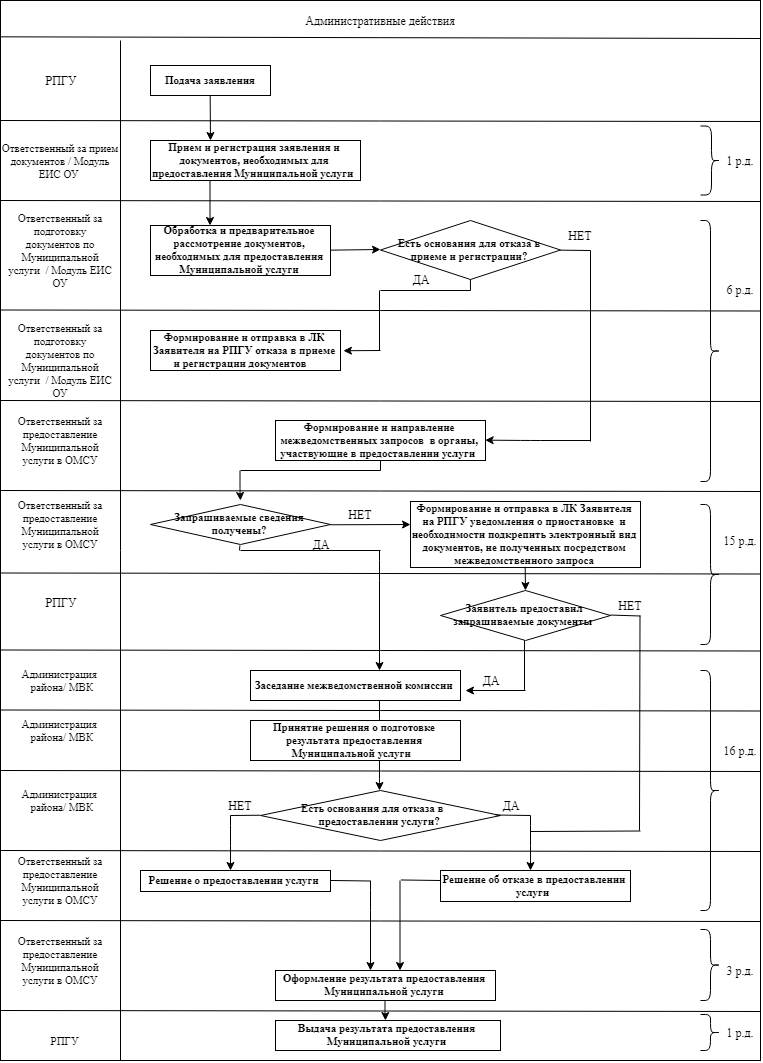 Административные действия
РПГУ
Подача заявления
Ответственный за прием
документов / Модуль
ЕИС ОУ
Прием и регистрация заявления и
документов, необходимых для
предоставления Муниципальной услуги
1 р.д.
Ответственный за
подготовку
документов по
Муниципальной
услуги / Модуль ЕИС
ОУ
Обработка и предварительное
рассмотрение документов,
необходимых для предоставления
Муниципальной услуги
Есть основания для отказа в
приеме и регистрации?
НЕТ
ДА
6 р.д.
Ответственный за
подготовку
документов по
Муниципальной
услуги / Модуль ЕИС
ОУ
Формирование и отправка в ЛК
Заявителя на РПГУ отказа в приеме
и регистрации документов
Ответственный за
предоставление
Муниципальной
услуги в ОМСУ
Формирование и направление
межведомственных запросов в органы,
участвующие в предоставлении услуги
Ответственный за
предоставление
Муниципальной
услуги в ОМСУ
Запрашиваемые сведения
получены?
НЕТ
ДА
Формирование и отправка в ЛК Заявителя
на РПГУ уведомления о приостановке и
необходимости подкрепить электронный вид
документов, не полученных посредством
межведомственного запроса
15 р.д.
РПГУ
Заявитель предоставил
запрашиваемые документы
НЕТ
ДА
Администрация
района/ МВК
Заседание межведомственной комиссии
Администрация
района/ МВК
Принятие решения о подготовке
результата предоставления
Муниципальной услуги
16 р.д.
Администрация
района/ МВК
НЕТ
Есть основания для отказа в
предоставлении услуги?
ДА
Ответственный за
предоставление
Муниципальной
услуги в ОМСУ
Решение о предоставлении услуги
Решение об отказе в предоставлении
услуги
Ответственный за
предоставление
Муниципальной
услуги в ОМСУ
Оформление результата предоставления
Муниципальной услуги
3 р.д.
РПГУ
Выдача результата предоставления
Муниципальной услуги
1 р.д.